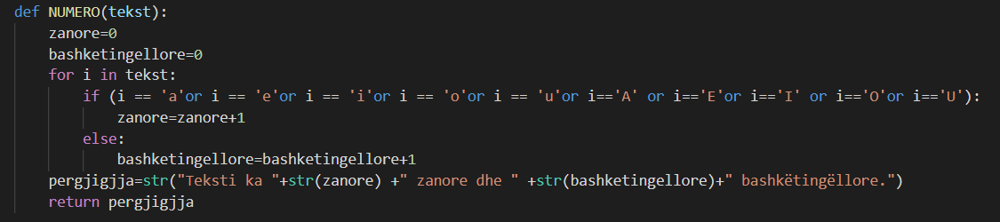 def NUMERO(tekst):
    zanore=0
    bashketingellore=0
    for i in tekst:
        if (i == 'a'or i == 'e'or i == 'i'or i == 'o'or i == 'u'or i=='A' or i=='E'or i=='I' or i=='O'or i=='U'):
            zanore=zanore+1
        else:
            bashketingellore=bashketingellore+1
    pergjigjja=str("Teksti ka "+str(zanore) +" zanore dhe " +str(bashketingellore)+" bashkëtingëllore.")
    return pergjigjja